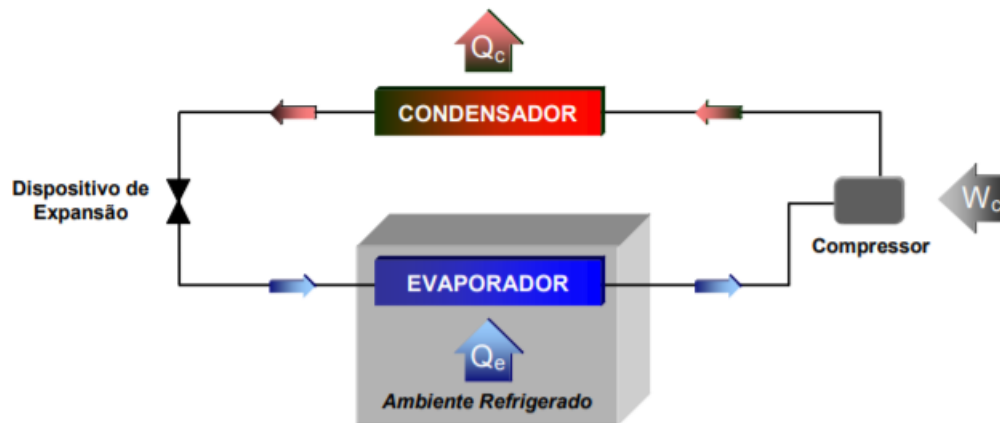 Qc
CONDENSADOR
Dispositivo de
Expansão
Wc
Compressor
EVAPORADOR
Qe
Ambiente Refrigerado